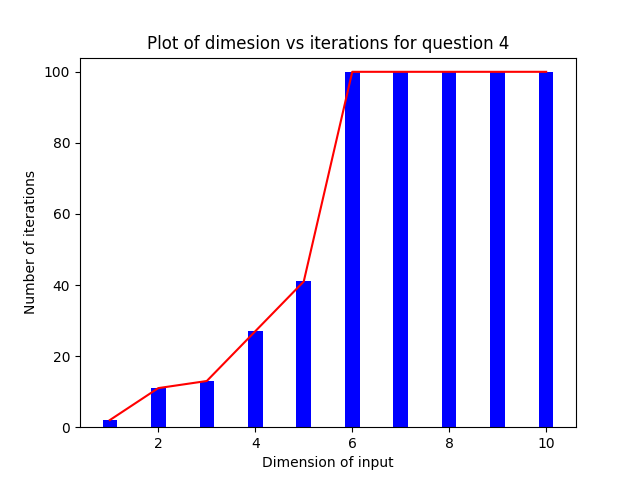 Plot of dimesion vs iterations for question 4
100
80
60
40
20
0
Number of iterations
2 4 6 8 10
Dimension of input